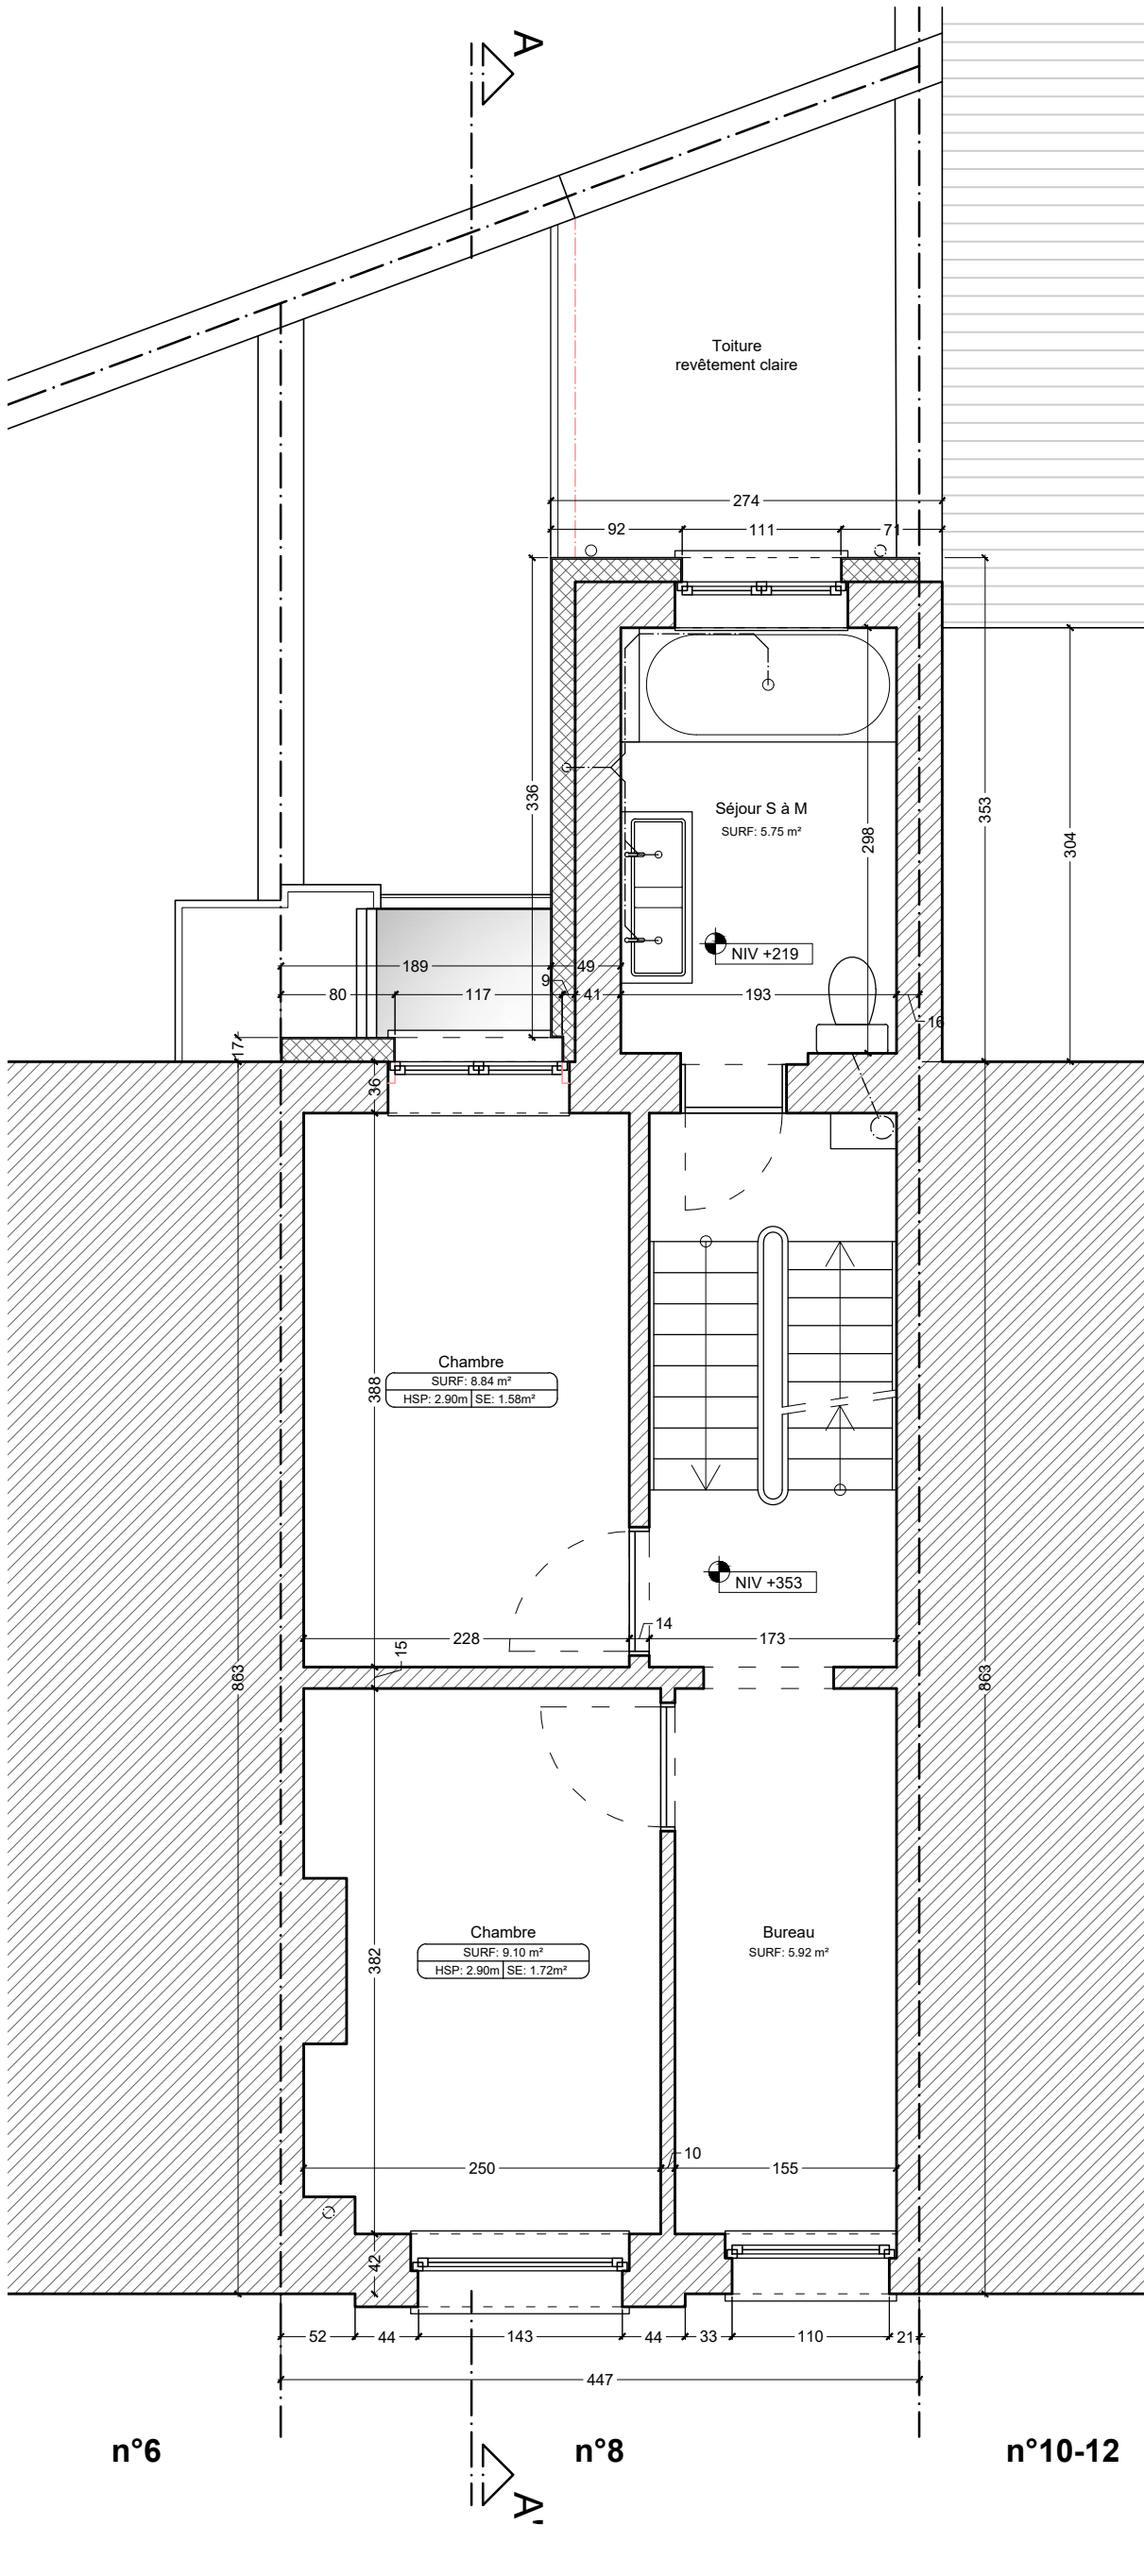 A
Toiture
revêtement claire
274
92
111
71
336
353
304
298
Séjour S à M
SURF: 5.75 m²
NIV +219
189
49
9
80
117
41
193
16
17
36
388
Chambre
SURF: 8.84 m²
HSP: 2.90m
SE: 1.58m²
NIV +353
14
228
173
15
863
863
382
Chambre
SURF: 9.10 m²
HSP: 2.90m
SE: 1.72m²
Bureau
SURF: 5.92 m²
10
250
155
42
52
44
143
44
33
110
21
447
n°6
n°8
n°10-12
A'